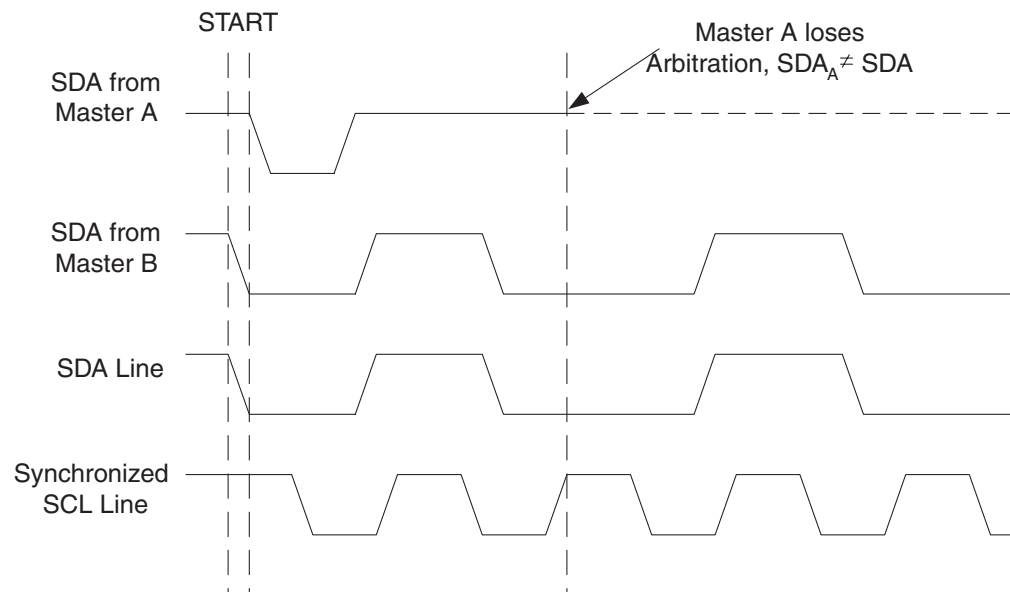 START
Master A loses
Arbitration, SDA_A ≠ SDA
SDA from
Master A
SDA from
Master B
SDA Line
Synchronized
SCL Line